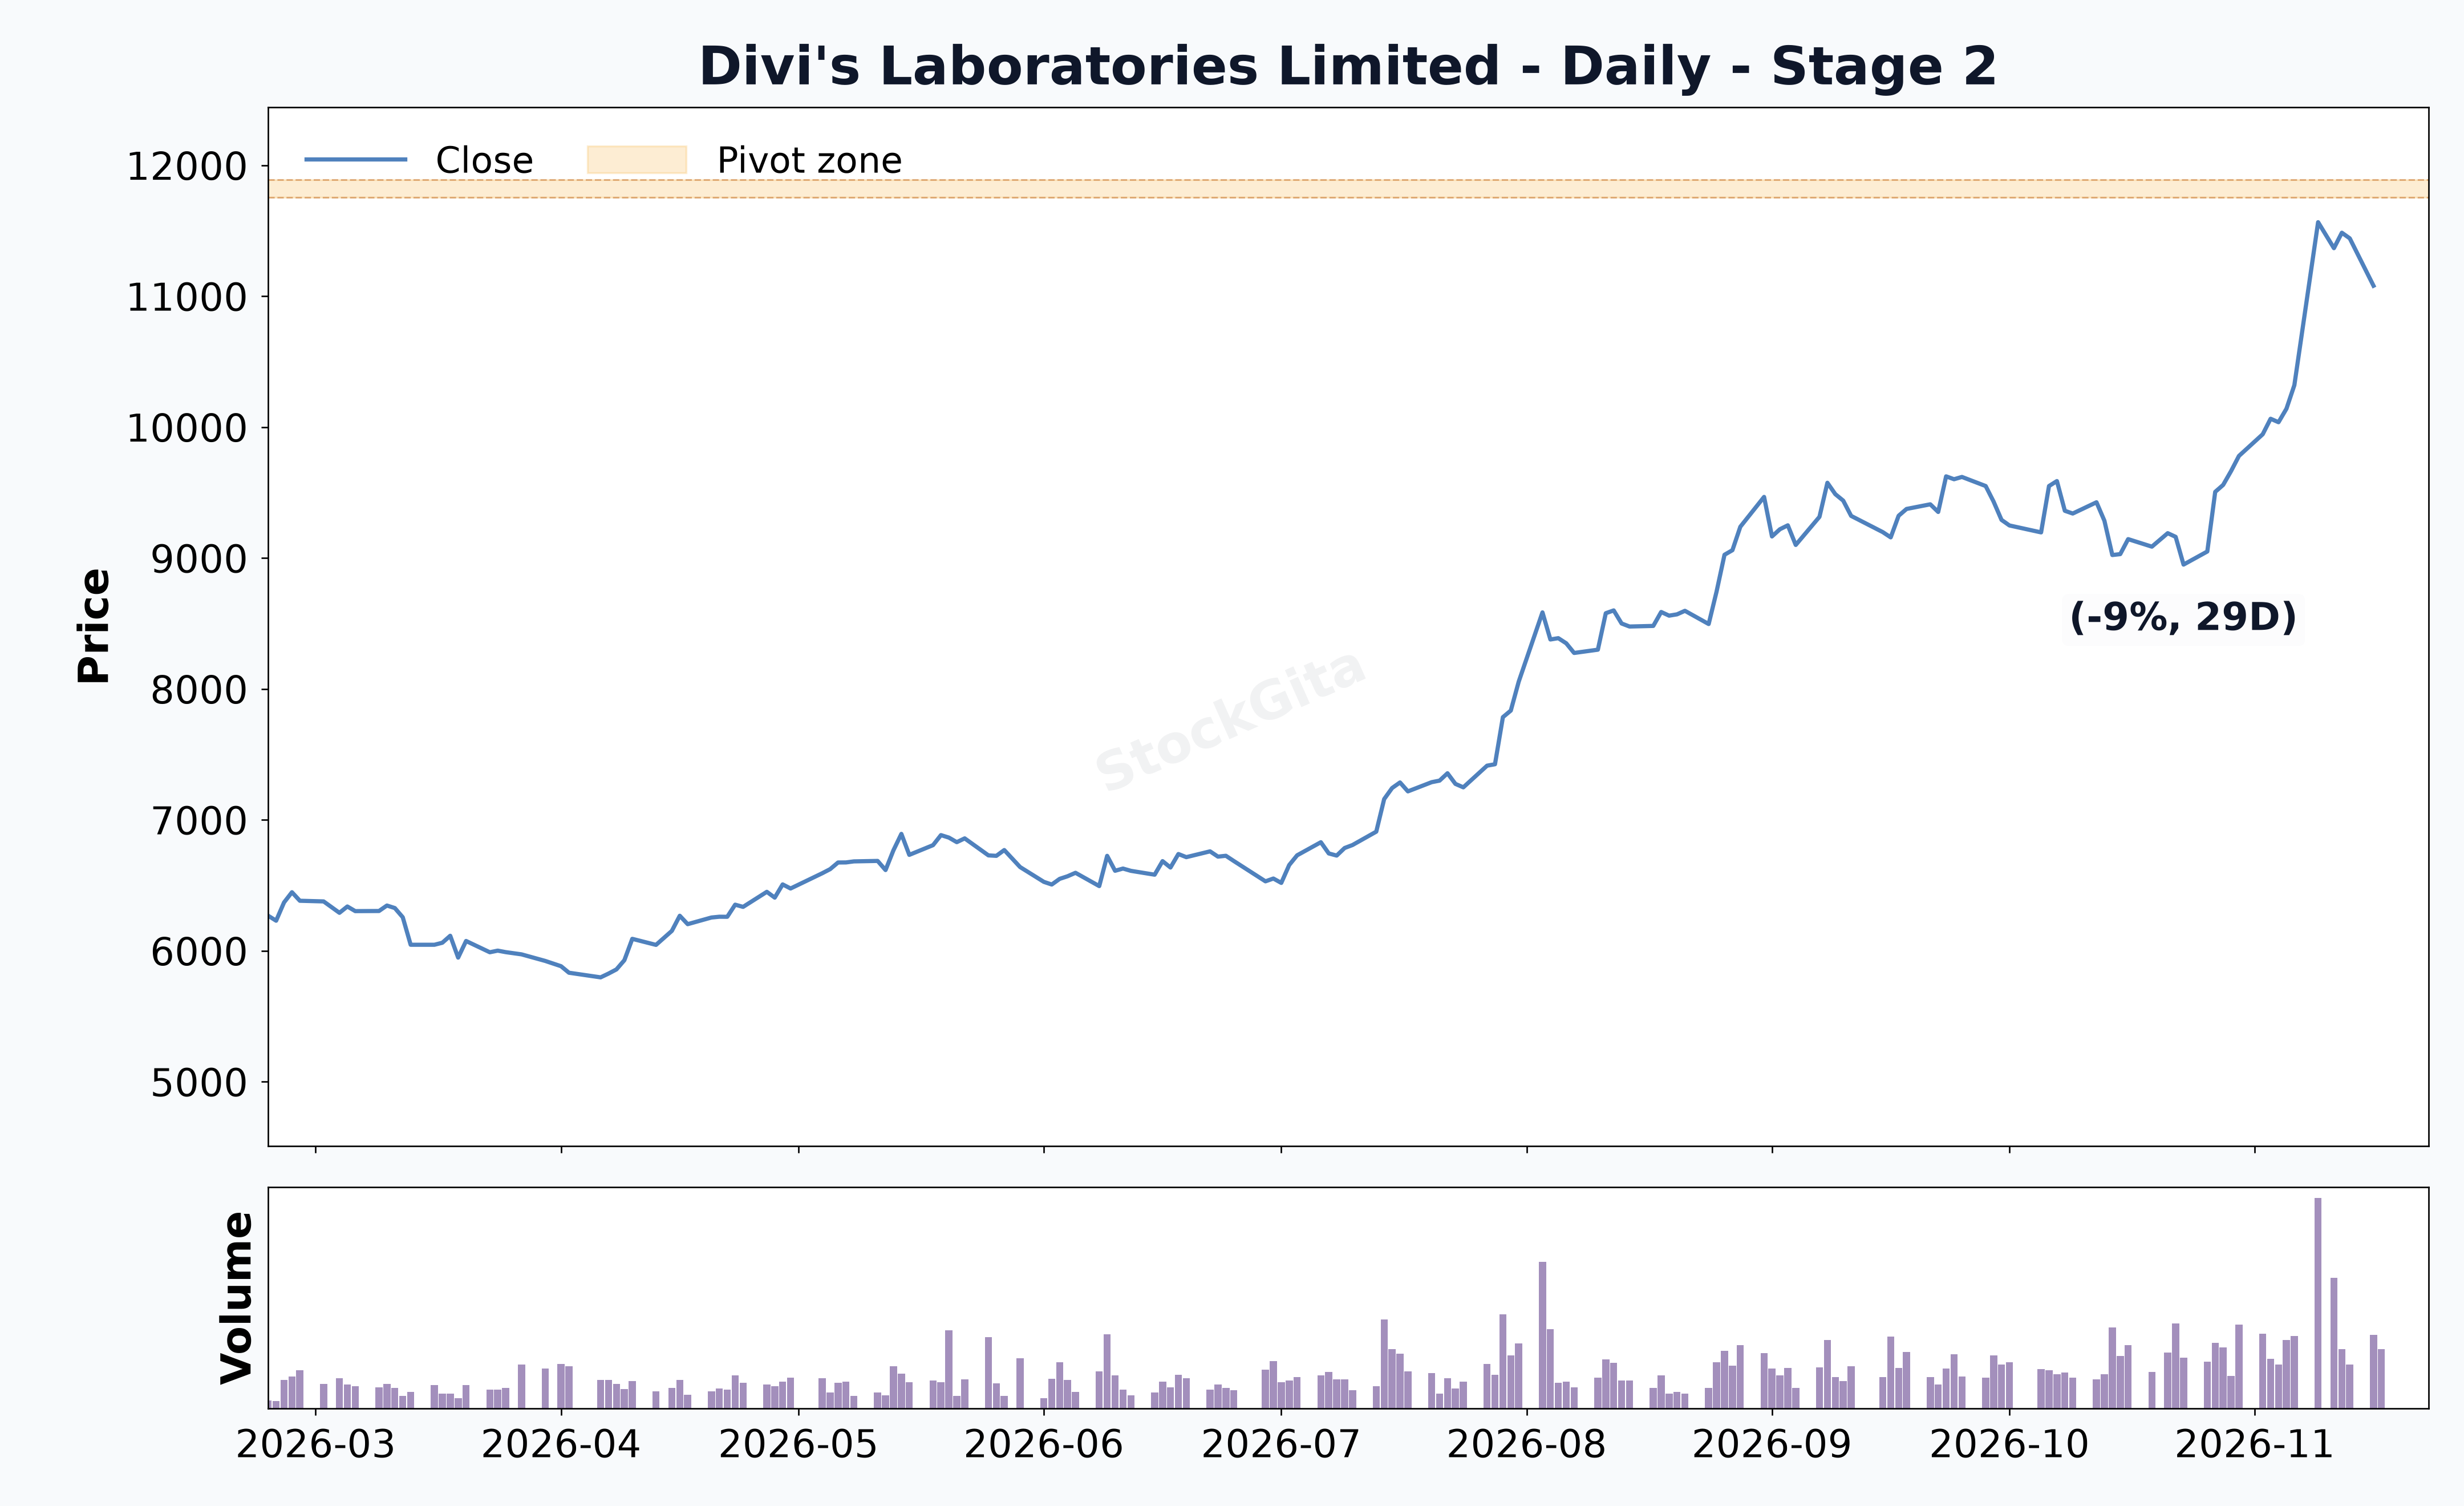 Divi's Laboratories Limited - Daily - Stage 2
Close
Pivot zone
12000
11000
10000
9000
8000
7000
6000
5000
Price
(-9%, 29D)
StockGita
Volume
2026-03
2026-04
2026-05
2026-06
2026-07
2026-08
2026-09
2026-10
2026-11